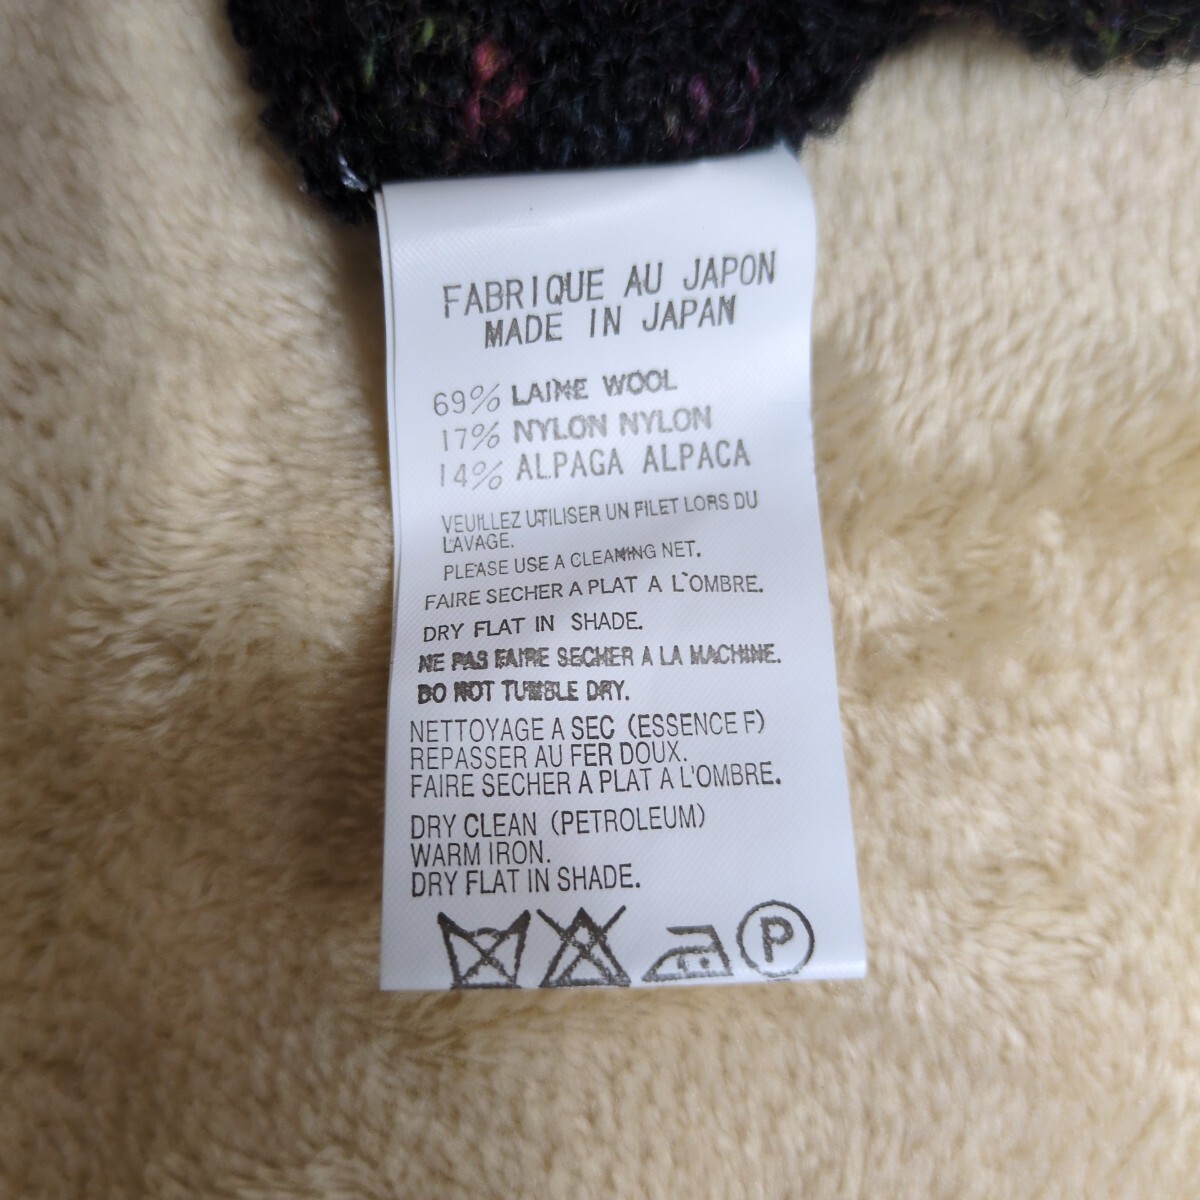 FABRIQUE AU JAPON
MADE IN JAPAN
69% LAINE WOOL
17% NYLON NYLON
14% ALPAGA ALPACA
VEUILLEZ UTILISER UN FILET LORS DU
LAVAGE.
PLEASE USE A CLEANING NET.
FAIRE SECHER A PLAT A L`OMBRE.
DRY FLAT IN SHADE.
NE PAS FAIRE SECHER A LA MACHINE.
DO NOT TUMBLE DRY.
NETTOYAGE A SEC (ESSENCE F)
REPASSER AU FER DOUX.
FAIRE SECHER A PLAT A L'OMBRE.
DRY CLEAN (PETROLEUM)
WARM IRON.
DRY FLAT IN SHADE.
P